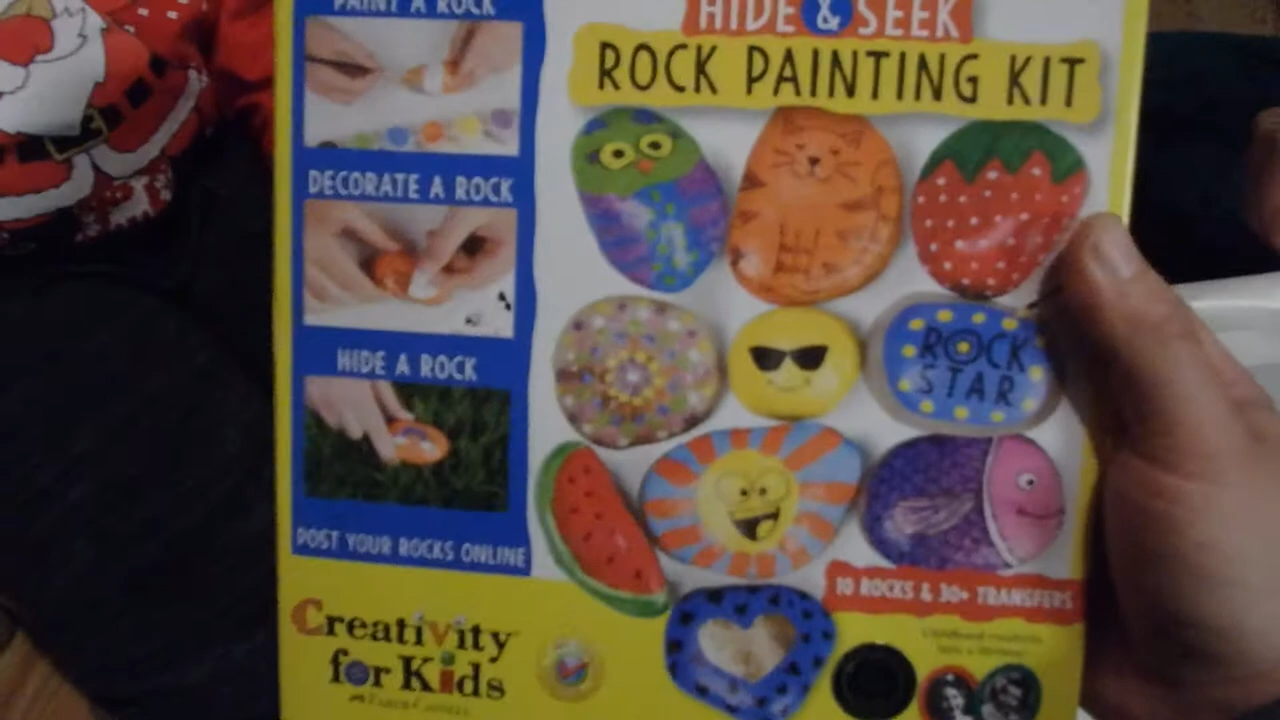 PAINT A ROCK
DECORATE A ROCK
HIDE A ROCK
POST YOUR ROCKS ONLINE
HIDE & SEEK
ROCK PAINTING KIT
ROCK
STAR
10 ROCKS & 30+ TRANSFERS
Creativity
for Kids